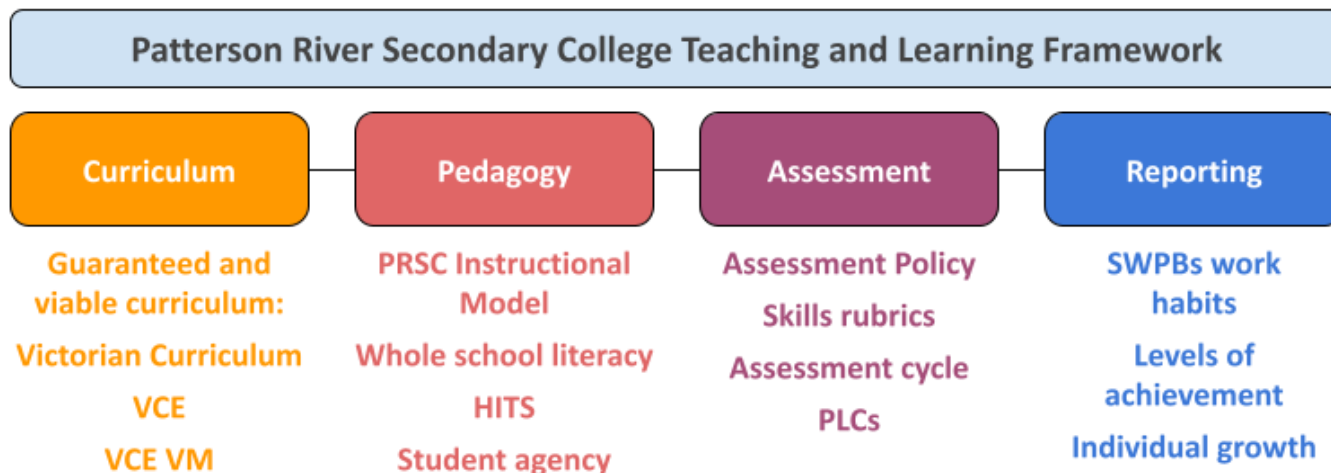 Patterson River Secondary College Teaching and Learning Framework
Curriculum
Guaranteed and
viable curriculum:
Victorian Curriculum
VCE
VCE VM
Pedagogy
PRSC Instructional
Model
Whole school literacy
HITS
Student agency
Assessment
Assessment Policy
Skills rubrics
Assessment cycle
PLCs
Reporting
SWPBs work
habits
Levels of
achievement
Individual growth